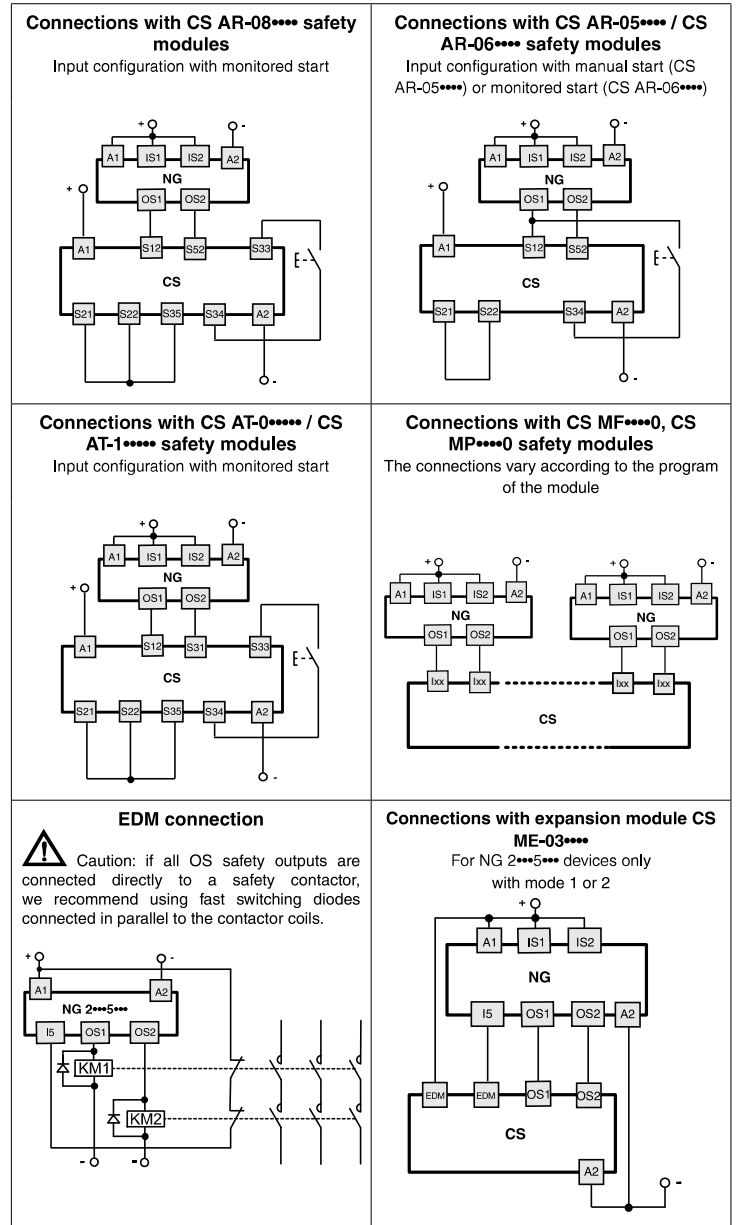 Connections with CS AR-08•••• safety
modules
Input configuration with monitored start
+ -
A1 IS1 IS2 A2
NG
OS1 OS2
+
A1 S12 S52 S33
CS
S21 S22 S35 S34 A2
-
Connections with CS AR-05•••• / CS
AR-06•••• safety modules
Input configuration with manual start (CS
AR-05••••) or monitored start (CS AR-06••••)
+ -
A1 IS1 IS2 A2
NG
OS1 OS2
+
A1 S12 S52
CS
S21 S22 S34 A2
-
Connections with CS AT-0••••• / CS
AT-1••••• safety modules
Input configuration with monitored start
+ -
A1 IS1 IS2 A2
NG
OS1 OS2
+
A1 S12 S31 S33
CS
S21 S22 S35 S34 A2
-
Connections with CS MF••••0, CS
MP••••0 safety modules
The connections vary according to the program
of the module
+ - + -
A1 IS1 IS2 A2 A1 IS1 IS2 A2
NG NG
OS1 OS2 OS1 OS2
Ixx Ixx Ixx Ixx
CS
EDM connection
Caution: if all OS safety outputs are
connected directly to a safety contactor,
we recommend using fast switching diodes
connected in parallel to the contactor coils.
+ -
A1 A2
NG 2•••5•••
I5 OS1 OS2
KM1
KM2
- -
Connections with expansion module CS
ME-03••••
For NG 2•••5••• devices only
with mode 1 or 2
+
A1 IS1 IS2
NG
I5 OS1 OS2 A2
EDM EDM OS1 OS2
CS
A2
-